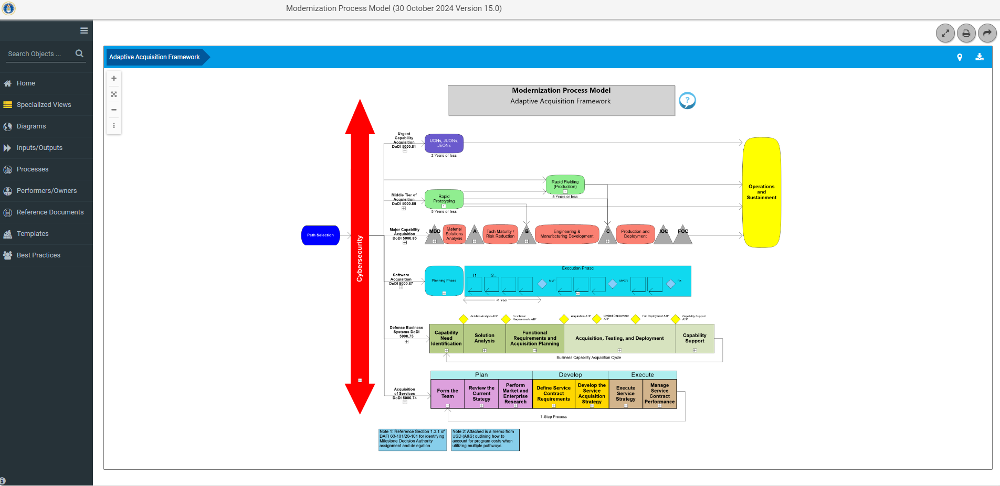 Modernization Process Model (30 October 2024 Version 15.0)
Search Objects ...
Home
Specialized Views
Diagrams
Inputs/Outputs
Processes
Performers/Owners
Reference Documents
Templates
Best Practices
Adaptive Acquisition Framework
Modernization Process Model
Adaptive Acquisition Framework
?
Urgent
Capability
Acquisition
DoDI 5000.81
UONs, JUONs,
JEONs
2 Years or less
Rapid Fielding
(Production)
5 Years or less
Middle Tier of
Acquisition
DoDI 5000.80
Rapid
Prototyping
5 Years or less
Operations
and
Sustainment
Path Selection
Cybersecurity
Major Capability
Acquisition
DoDI 5000.85
MDD
Materiel
Solutions
Analysis
A
Tech Maturity /
Risk Reduction
B
Engineering &
Manufacturing Development
C
Production and
Deployment
IOC
FOC
Software
Acquisition
DoDI 5000.87
Planning Phase
Execution Phase
I1
I2
MVP
MVCR
Rn
<1 Year
Defense Business
Systems DoDI
5000.75
Solution Analysis ATP
Functional
Requirements ATP
Acquisition ATP
Limited Deployment
ATP
Full Deployment ATP
Capability Support
ATP
Capability
Need
Identification
Solution
Analysis
Functional
Requirements and
Acquisition Planning
Acquisition, Testing, and Deployment
Capability
Support
Business Capability Acquisition Cycle
Acquisition
of Services
DoDI 5000.74
Plan
Develop
Execute
Form the
Team
Review the
Current
Stategy
Perform
Market and
Enterprise
Research
Define Service
Contract
Requirements
Develop the
Service
Acquisition
Strategy
Execute
Service
Strategy
Manage
Service
Contract
Performance
7-Step Process
Note 1: Reference Section 1.3.1 of
DAFI 63-101/20-101 for identifying
Milestone Decision Authority
assignment and delegation.
Note 2: Attached is a memo from
USD (A&S) outlining how to
account for program costs when
utilizing multiple pathways.